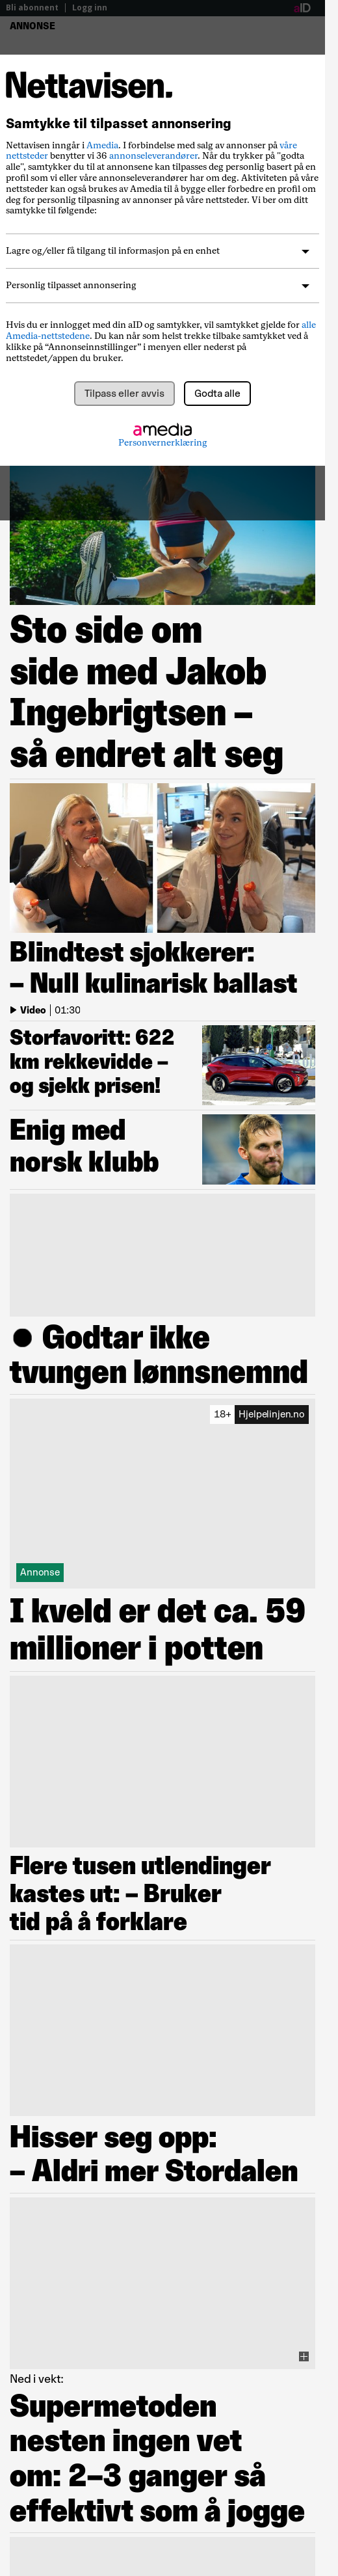 Bli abonnent | Logg inn
aID
ANNONSE
Nettavisen.
Samtykke til tilpasset annonsering
Nettavisen inngår i Amedia. I forbindelse med salg av annonser på våre
nettsteder benytter vi 36 annonseleverandører. Når du trykker på "godta
alle", samtykker du til at annonsene kan tilpasses deg personlig basert på en
profil som vi eller våre annonseleverandører har om deg. Aktiviteten på våre
nettsteder kan også brukes av Amedia til å bygge eller forbedre en profil om
deg for personlig tilpasning av annonser på våre nettsteder. Vi ber om ditt
samtykke til følgende:
Lagre og/eller få tilgang til informasjon på en enhet
Personlig tilpasset annonsering
Hvis du er innlogget med din aID og samtykker, vil samtykket gjelde for alle
Amedia-nettstedene. Du kan når som helst trekke tilbake samtykket ved å
klikke på “Annonseinnstillinger” i menyen eller nederst på
nettstedet/appen du bruker.
Tilpass eller avvis
Godta alle
amedia
Personvernerklæring
Sto side om
side med Jakob
Ingebrigtsen –
så endret alt seg
Blindtest sjokkerer:
– Null kulinarisk ballast
Video | 01:30
Storfavoritt: 622
km rekkevidde –
og sjekk prisen!
Enig med
norsk klubb
● Godtar ikke
tvungen lønnsnemnd
18+ Hjelpelinjen.no
Annonse
I kveld er det ca. 59
millioner i potten
Flere tusen utlendinger
kastes ut: – Bruker
tid på å forklare
Hisser seg opp:
– Aldri mer Stordalen
Ned i vekt:
Supermetoden
nesten ingen vet
om: 2–3 ganger så
effektivt som å jogge